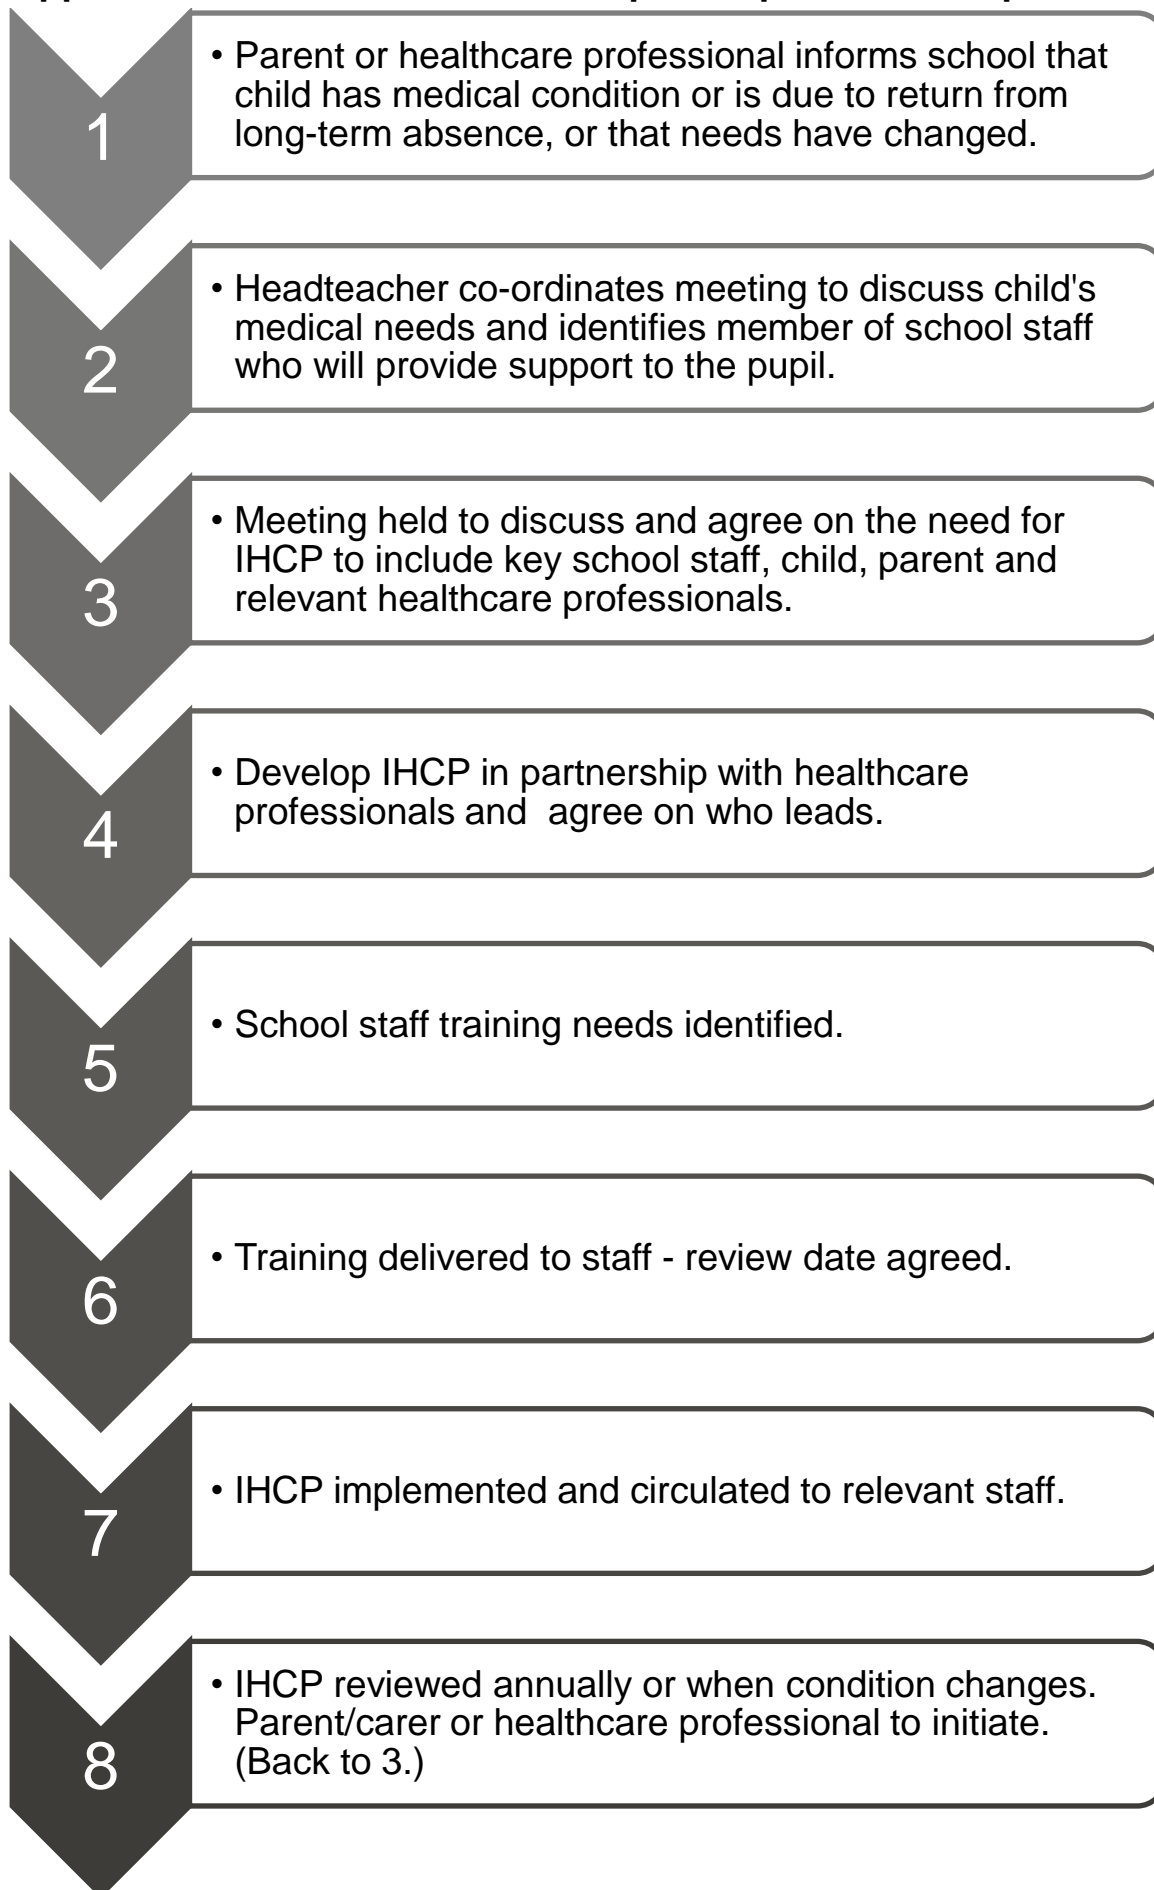 1
• Parent or healthcare professional informs school that
child has medical condition or is due to return from
long-term absence, or that needs have changed.
2
• Headteacher co-ordinates meeting to discuss child's
medical needs and identifies member of school staff
who will provide support to the pupil.
3
• Meeting held to discuss and agree on the need for
IHCP to include key school staff, child, parent and
relevant healthcare professionals.
4
• Develop IHCP in partnership with healthcare
professionals and  agree on who leads.
5
• School staff training needs identified.
6
• Training delivered to staff - review date agreed.
7
• IHCP implemented and circulated to relevant staff.
8
• IHCP reviewed annually or when condition changes.
Parent/carer or healthcare professional to initiate.
(Back to 3.)